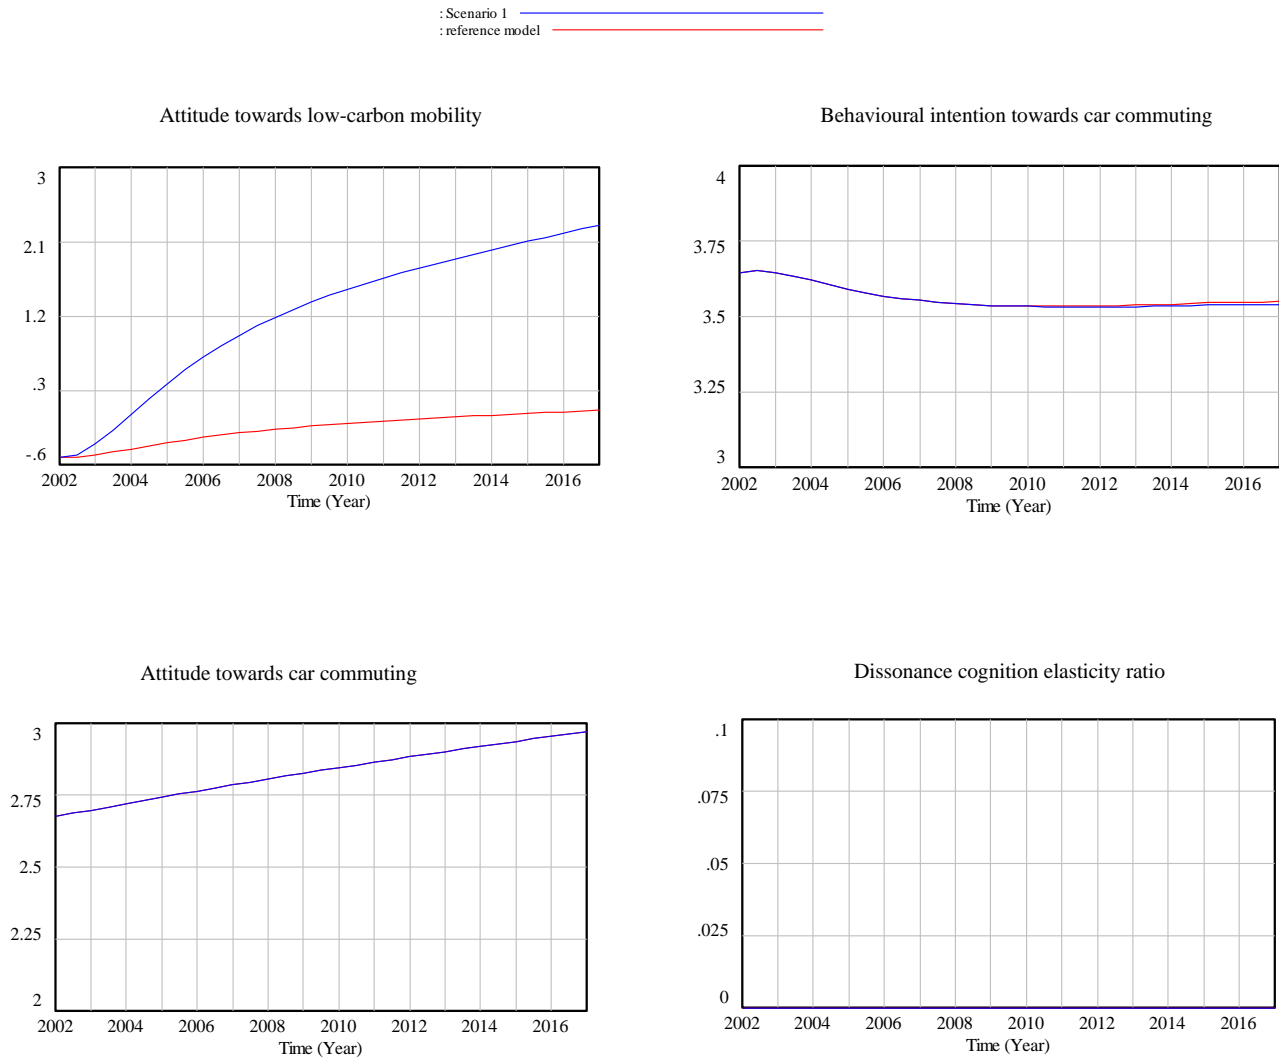 : Scenario 1
: reference model
Attitude towards low-carbon mobility
3
2.1
1.2
.3
-.6
2002 2004 2006 2008 2010 2012 2014 2016
Time (Year)
Behavioural intention towards car commuting
4
3.75
3.5
3.25
3
2002 2004 2006 2008 2010 2012 2014 2016
Time (Year)
Attitude towards car commuting
3
2.75
2.5
2.25
2
2002 2004 2006 2008 2010 2012 2014 2016
Time (Year)
Dissonance cognition elasticity ratio
.1
.075
.05
.025
0
2002 2004 2006 2008 2010 2012 2014 2016
Time (Year)